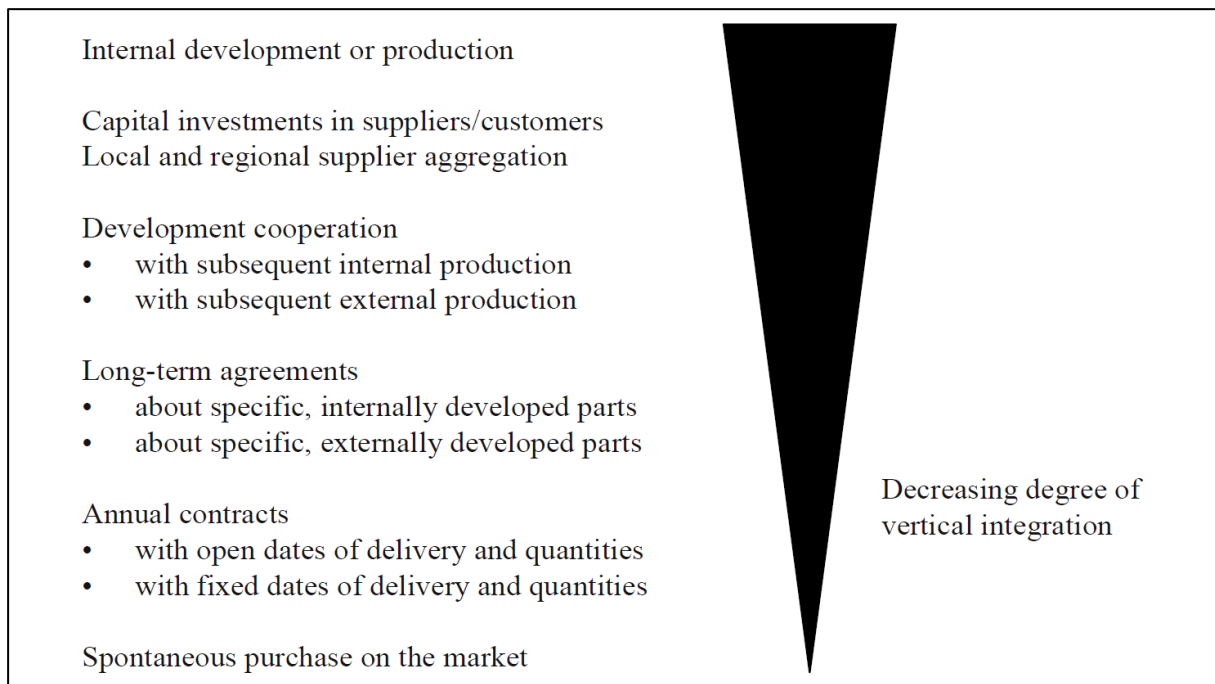 Internal development or production
Capital investments in suppliers/customers
Local and regional supplier aggregation
Development cooperation
• with subsequent internal production
• with subsequent external production
Long-term agreements
• about specific, internally developed parts
• about specific, externally developed parts
Annual contracts
• with open dates of delivery and quantities
• with fixed dates of delivery and quantities
Spontaneous purchase on the market
Decreasing degree of
vertical integration